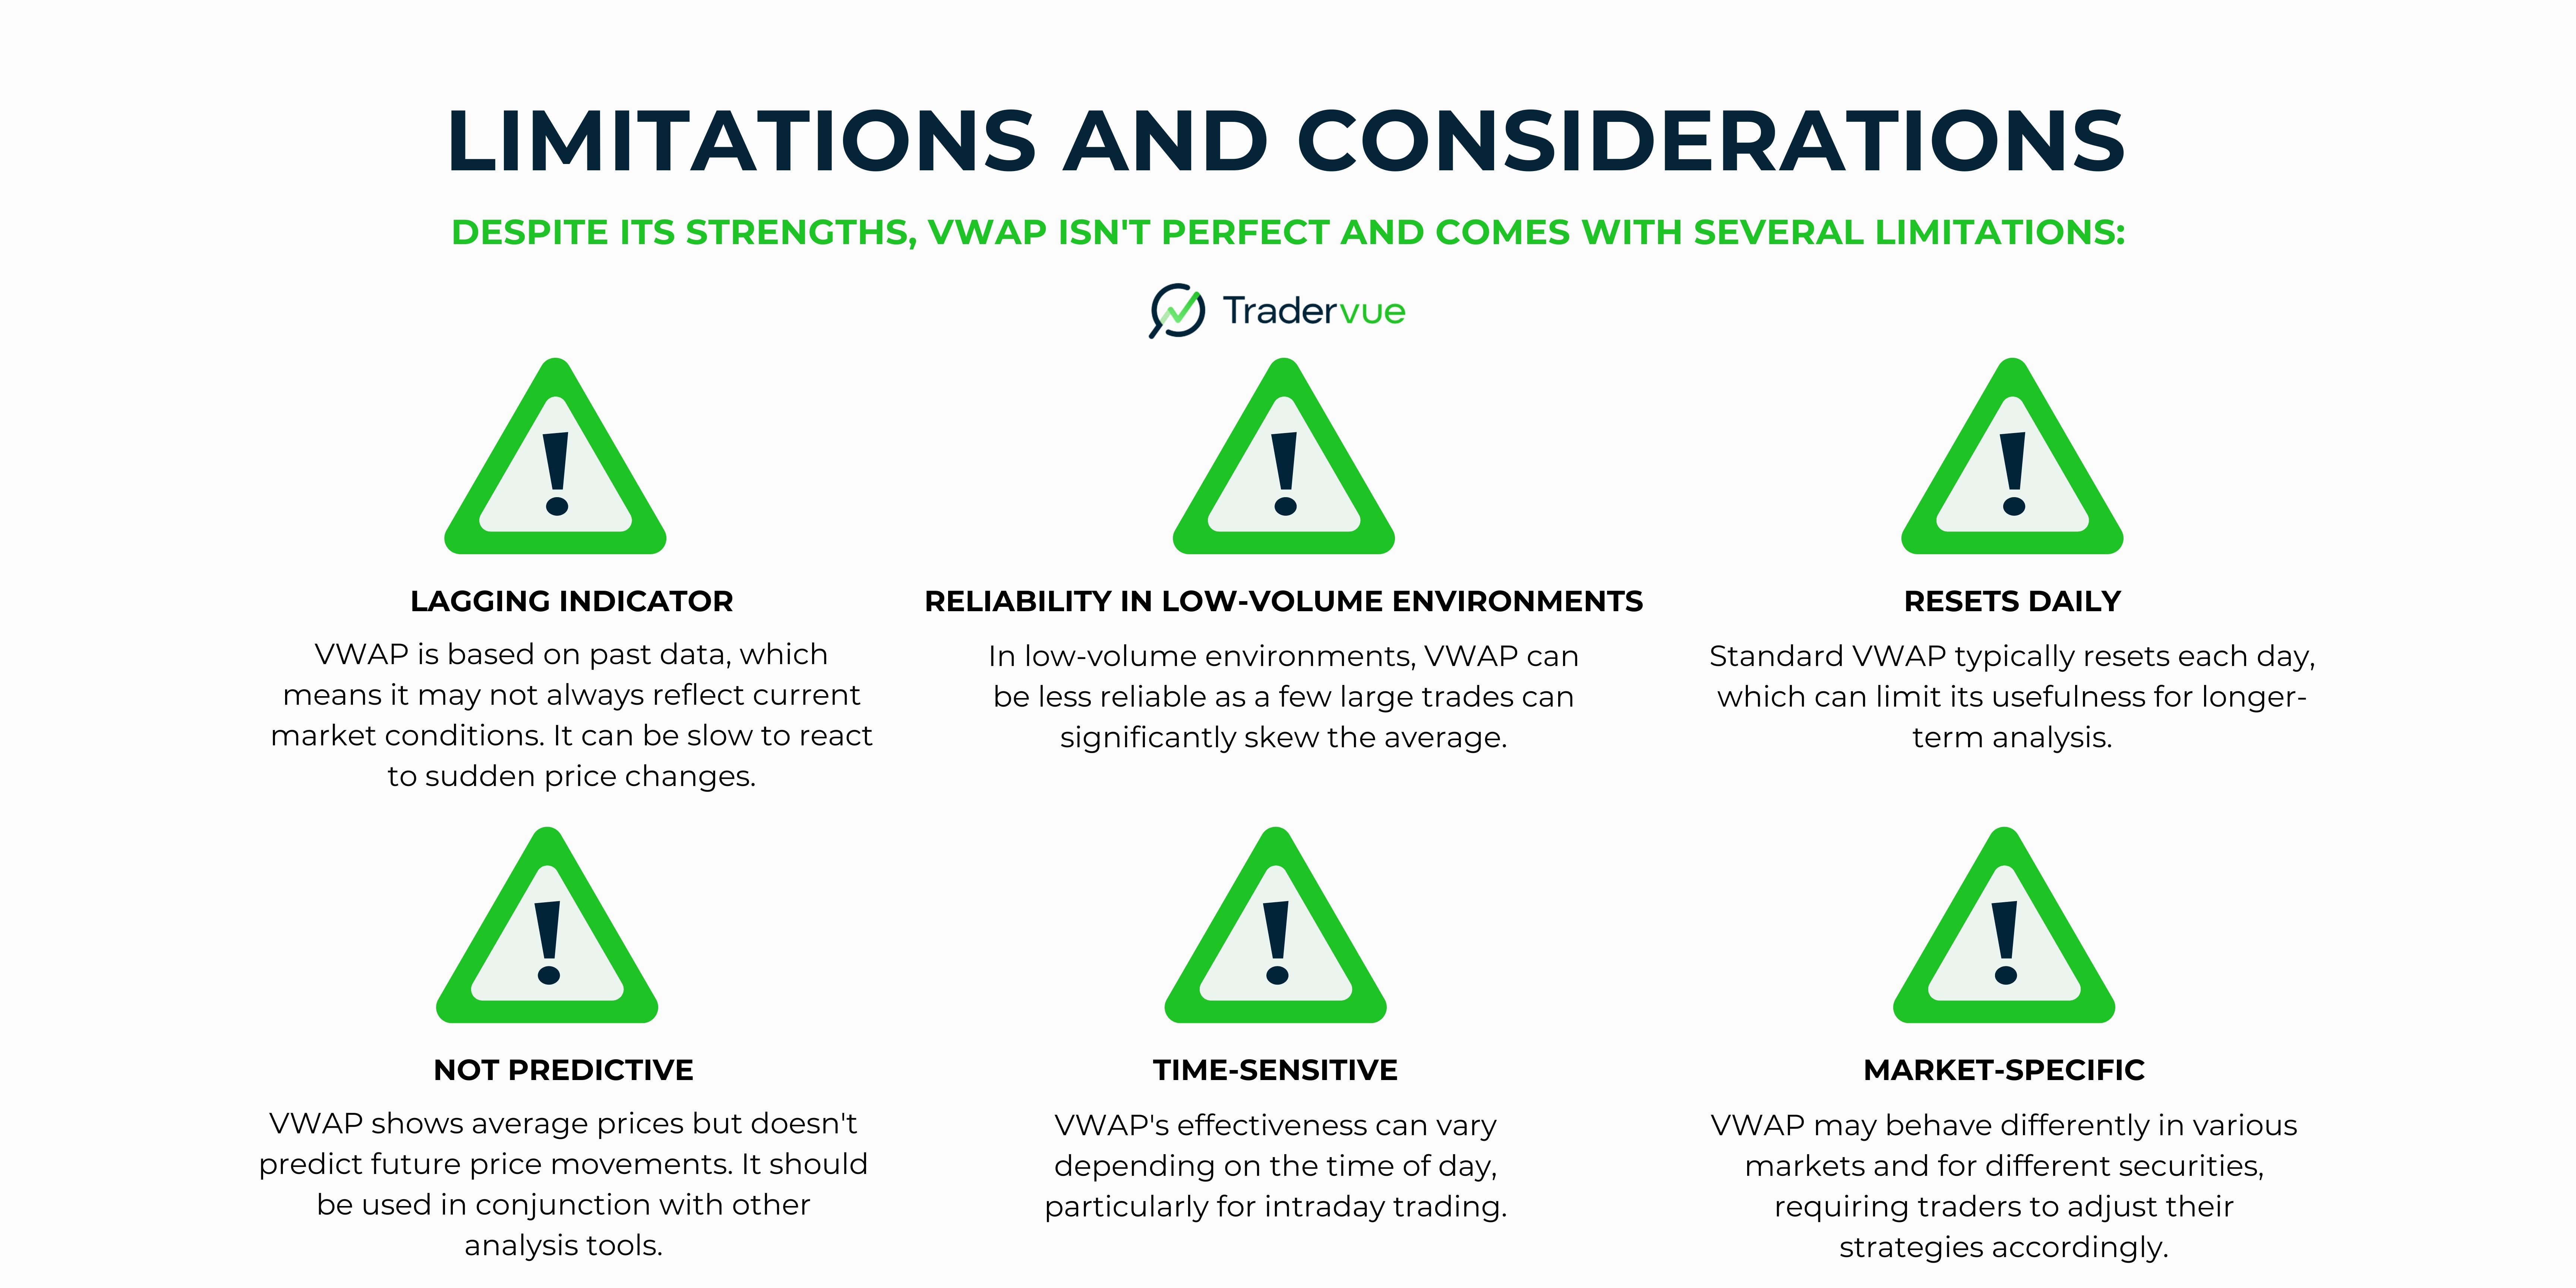 LIMITATIONS AND CONSIDERATIONS
DESPITE ITS STRENGTHS, VWAP ISN'T PERFECT AND COMES WITH SEVERAL LIMITATIONS:
Tradervue
LAGGING INDICATOR
VWAP is based on past data, which
means it may not always reflect current
market conditions. It can be slow to react
to sudden price changes.
RELIABILITY IN LOW-VOLUME ENVIRONMENTS
In low-volume environments, VWAP can
be less reliable as a few large trades can
significantly skew the average.
RESETS DAILY
Standard VWAP typically resets each day,
which can limit its usefulness for longer-
term analysis.
NOT PREDICTIVE
VWAP shows average prices but doesn't
predict future price movements. It should
be used in conjunction with other
analysis tools.
TIME-SENSITIVE
VWAP's effectiveness can vary
depending on the time of day,
particularly for intraday trading.
MARKET-SPECIFIC
VWAP may behave differently in various
markets and for different securities,
requiring traders to adjust their
strategies accordingly.